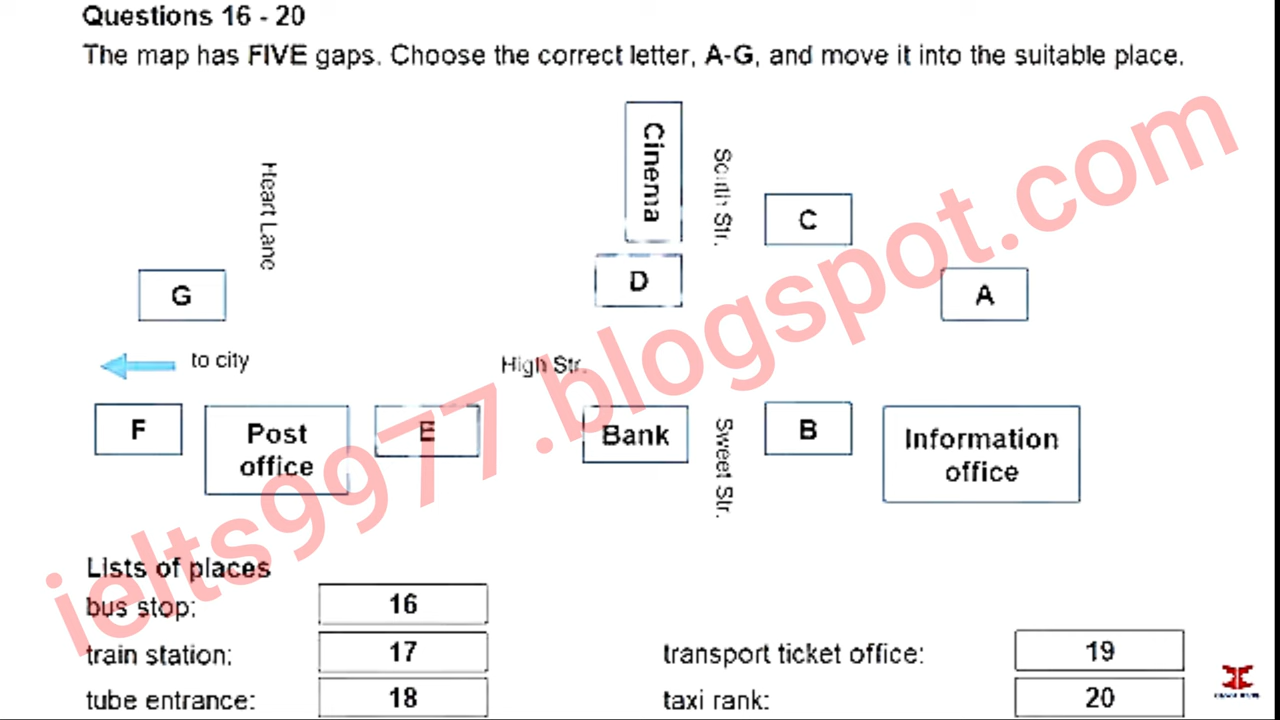 Questions 16 - 20
The map has FIVE gaps. Choose the correct letter, A-G, and move it into the suitable place.
Cinema
South Str.
Heart Lane
C
D
G
A
to city
High Str.
F
Post
office
E
Bank
Sweet Str.
B
Information
office
ielts9977.blogspot.com
Lists of places
bus stop:
16
train station:
17
transport ticket office:
19
tube entrance:
18
taxi rank:
20